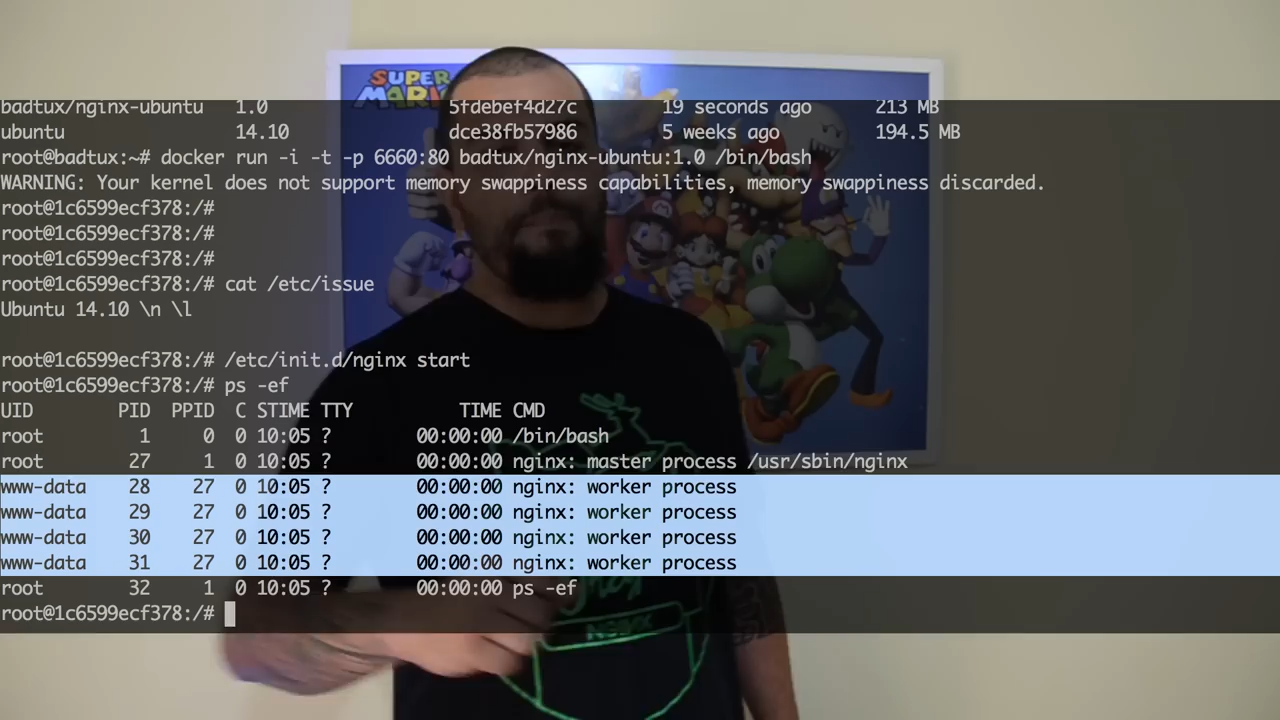 SUPER
MARIO
badtux/nginx-ubuntu 1.0 5fdebef4d27c 19 seconds ago 213 MB
ubuntu 14.10 dce38fb57986 5 weeks ago 194.5 MB
root@badtux:~# docker run -i -t -p 6660:80 badtux/nginx-ubuntu:1.0 /bin/bash
WARNING: Your kernel does not support memory swappiness capabilities, memory swappiness discarded.
root@1c6599ecf378:/#
root@1c6599ecf378:/#
root@1c6599ecf378:/#
root@1c6599ecf378:/# cat /etc/issue
Ubuntu 14.10 \n \l
root@1c6599ecf378:/# /etc/init.d/nginx start
root@1c6599ecf378:/# ps -ef
UID PID PPID C STIME TTY TIME CMD
root 1 0 0 10:05 ? 00:00:00 /bin/bash
root 27 1 0 10:05 ? 00:00:00 nginx: master process /usr/sbin/nginx
www-data 28 27 0 10:05 ? 00:00:00 nginx: worker process
www-data 29 27 0 10:05 ? 00:00:00 nginx: worker process
www-data 30 27 0 10:05 ? 00:00:00 nginx: worker process
www-data 31 27 0 10:05 ? 00:00:00 nginx: worker process
root 32 1 0 10:05 ? 00:00:00 ps -ef
root@1c6599ecf378:/#